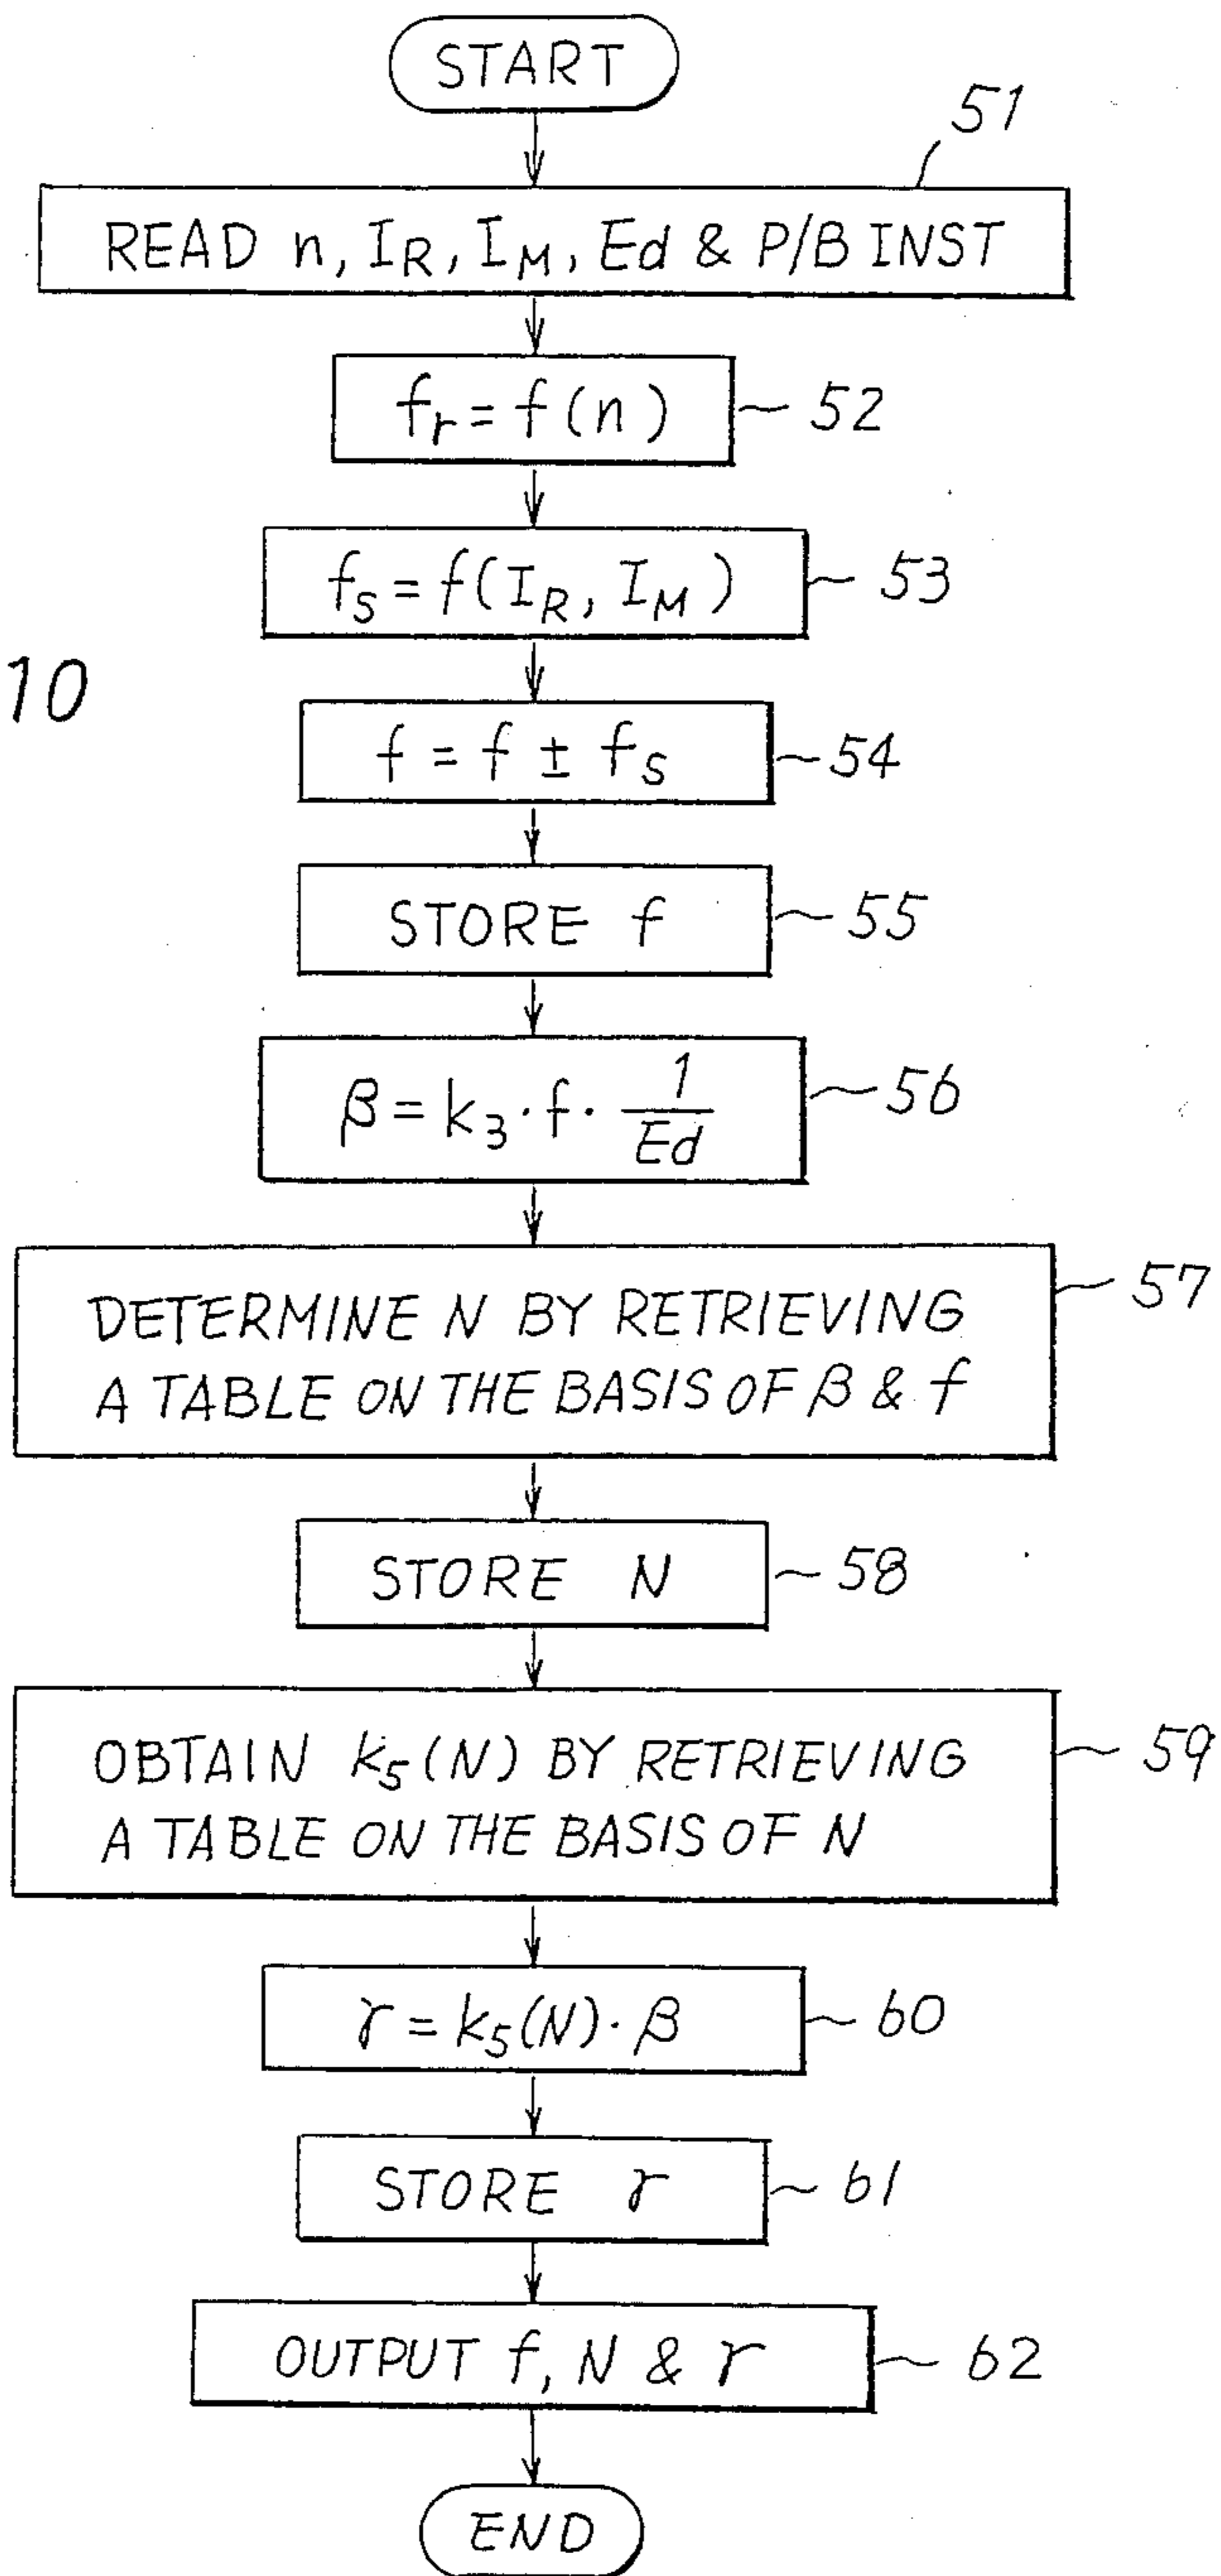 START
51
READ n, I_R, I_M, Ed & P/B INST
f_r = f(n)
52
f_s = f(I_R, I_M)
53
10
f = f ± f_s
54
STORE f
55
β = k_3 · f · 1/Ed
56
DETERMINE N BY RETRIEVING
A TABLE ON THE BASIS OF β & f
57
STORE N
58
OBTAIN k_5(N) BY RETRIEVING
A TABLE ON THE BASIS OF N
59
γ = k_5(N) · β
60
STORE γ
61
OUTPUT f, N & γ
62
END